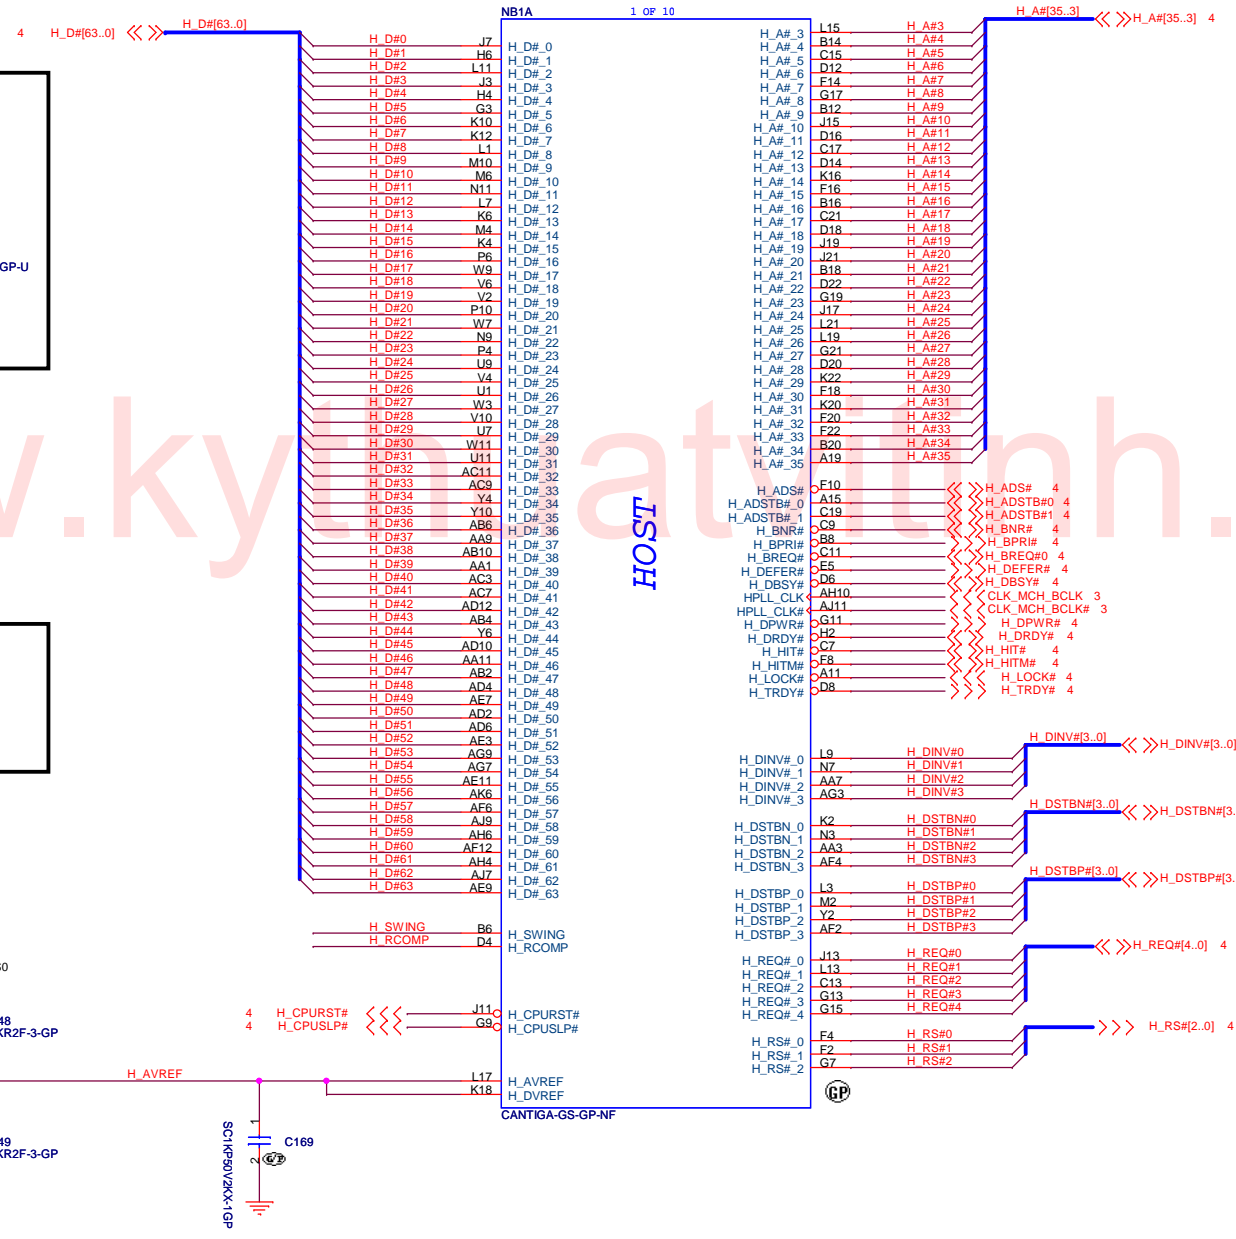 NB1A
1 OF 10
4 H_D#[63..0]
H_D#[63..0]
H_A#[35..3]
H_A#[35..3] 4
H_D#0 J7 H_D#_0
H_D#1 H6 H_D#_1
H_D#2 L11 H_D#_2
H_D#3 J3 H_D#_3
H_D#4 H4 H_D#_4
H_D#5 G3 H_D#_5
H_D#6 K10 H_D#_6
H_D#7 K12 H_D#_7
H_D#8 L1 H_D#_8
H_D#9 M10 H_D#_9
H_D#10 M6 H_D#_10
H_D#11 N11 H_D#_11
H_D#12 L7 H_D#_12
H_D#13 K6 H_D#_13
H_D#14 M4 H_D#_14
H_D#15 K4 H_D#_15
H_D#16 P6 H_D#_16
H_D#17 W9 H_D#_17
H_D#18 V6 H_D#_18
H_D#19 V2 H_D#_19
H_D#20 P10 H_D#_20
H_D#21 W7 H_D#_21
H_D#22 N9 H_D#_22
H_D#23 P4 H_D#_23
H_D#24 U9 H_D#_24
H_D#25 V4 H_D#_25
H_D#26 U1 H_D#_26
H_D#27 W3 H_D#_27
H_D#28 V10 H_D#_28
H_D#29 U7 H_D#_29
H_D#30 W11 H_D#_30
H_D#31 U11 H_D#_31
H_D#32 AC11 H_D#_32
H_D#33 AC9 H_D#_33
H_D#34 Y4 H_D#_34
H_D#35 Y10 H_D#_35
H_D#36 AB6 H_D#_36
H_D#37 AA9 H_D#_37
H_D#38 AB10 H_D#_38
H_D#39 AA1 H_D#_39
H_D#40 AC3 H_D#_40
H_D#41 AC7 H_D#_41
H_D#42 AD12 H_D#_42
H_D#43 AB4 H_D#_43
H_D#44 Y6 H_D#_44
H_D#45 AD10 H_D#_45
H_D#46 AA11 H_D#_46
H_D#47 AB2 H_D#_47
H_D#48 AD4 H_D#_48
H_D#49 AE7 H_D#_49
H_D#50 AD2 H_D#_50
H_D#51 AD6 H_D#_51
H_D#52 AE3 H_D#_52
H_D#53 AG9 H_D#_53
H_D#54 AG7 H_D#_54
H_D#55 AE11 H_D#_55
H_D#56 AK6 H_D#_56
H_D#57 AF6 H_D#_57
H_D#58 AJ9 H_D#_58
H_D#59 AH6 H_D#_59
H_D#60 AF12 H_D#_60
H_D#61 AH4 H_D#_61
H_D#62 AJ7 H_D#_62
H_D#63 AE9 H_D#_63
H_SWING B6 H_SWING
H_RCOMP D4 H_RCOMP
4 H_CPURST# J11 H_CPURST#
4 H_CPUSLP# G9 H_CPUSLP#
H_AVREF L17 H_AVREF
K18 H_DVREF
HOST
H_A#_3 L15 H_A#3
H_A#_4 B14 H_A#4
H_A#_5 C15 H_A#5
H_A#_6 D12 H_A#6
H_A#_7 F14 H_A#7
H_A#_8 G17 H_A#8
H_A#_9 B12 H_A#9
H_A#_10 J15 H_A#10
H_A#_11 D16 H_A#11
H_A#_12 C17 H_A#12
H_A#_13 D14 H_A#13
H_A#_14 K16 H_A#14
H_A#_15 F16 H_A#15
H_A#_16 B16 H_A#16
H_A#_17 C21 H_A#17
H_A#_18 D18 H_A#18
H_A#_19 J19 H_A#19
H_A#_20 J21 H_A#20
H_A#_21 B18 H_A#21
H_A#_22 D22 H_A#22
H_A#_23 G19 H_A#23
H_A#_24 J17 H_A#24
H_A#_25 L21 H_A#25
H_A#_26 L19 H_A#26
H_A#_27 G21 H_A#27
H_A#_28 D20 H_A#28
H_A#_29 K22 H_A#29
H_A#_30 F18 H_A#30
H_A#_31 K20 H_A#31
H_A#_32 F20 H_A#32
H_A#_33 F22 H_A#33
H_A#_34 B20 H_A#34
H_A#_35 A19 H_A#35
H_ADS# F10 H_ADS# 4
H_ADSTB#_0 A15 H_ADSTB#0 4
H_ADSTB#_1 C19 H_ADSTB#1 4
H_BNR# C9 H_BNR# 4
H_BPRI# B8 H_BPRI# 4
H_BREQ# C11 H_BREQ#0 4
H_DEFER# E5 H_DEFER# 4
H_DBSY# D6 H_DBSY# 4
HPLL_CLK AH10 CLK_MCH_BCLK 3
HPLL_CLK# AJ11 CLK_MCH_BCLK# 3
H_DPWR# G11 H_DPWR# 4
H_DRDY# H2 H_DRDY# 4
H_HIT# C7 H_HIT# 4
H_HITM# F8 H_HITM# 4
H_LOCK# A11 H_LOCK# 4
H_TRDY# D8 H_TRDY# 4
H_DINV#[3..0] H_DINV#[3..0]
H_DINV#_0 L9 H_DINV#0
H_DINV#_1 N7 H_DINV#1
H_DINV#_2 AA7 H_DINV#2
H_DINV#_3 AG3 H_DINV#3
H_DSTBN#[3..0] H_DSTBN#[3.
H_DSTBN_0 K2 H_DSTBN#0
H_DSTBN_1 N3 H_DSTBN#1
H_DSTBN_2 AA3 H_DSTBN#2
H_DSTBN_3 AF4 H_DSTBN#3
H_DSTBP#[3..0] H_DSTBP#[3.
H_DSTBP_0 L3 H_DSTBP#0
H_DSTBP_1 M2 H_DSTBP#1
H_DSTBP_2 Y2 H_DSTBP#2
H_DSTBP_3 AF2 H_DSTBP#3
H_REQ#[4..0] 4
H_REQ#_0 J13 H_REQ#0
H_REQ#_1 L13 H_REQ#1
H_REQ#_2 C13 H_REQ#2
H_REQ#_3 G13 H_REQ#3
H_REQ#_4 G15 H_REQ#4
H_RS#[2..0] 4
H_RS#_0 F4 H_RS#0
H_RS#_1 F2 H_RS#1
H_RS#_2 G7 H_RS#2
GP
CANTIGA-GS-GP-NF
GP-U
48
KR2F-3-GP
49
KR2F-3-GP
1
C169
2
GP
SC1KP50V2KX-1GP
w.kythuatvitinh.